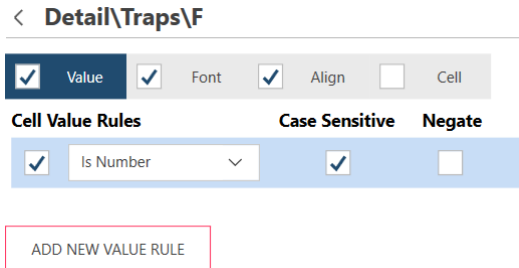 Detail\Traps\F
Value Font Align Cell
Cell Value Rules Case Sensitive Negate
Is Number
ADD NEW VALUE RULE